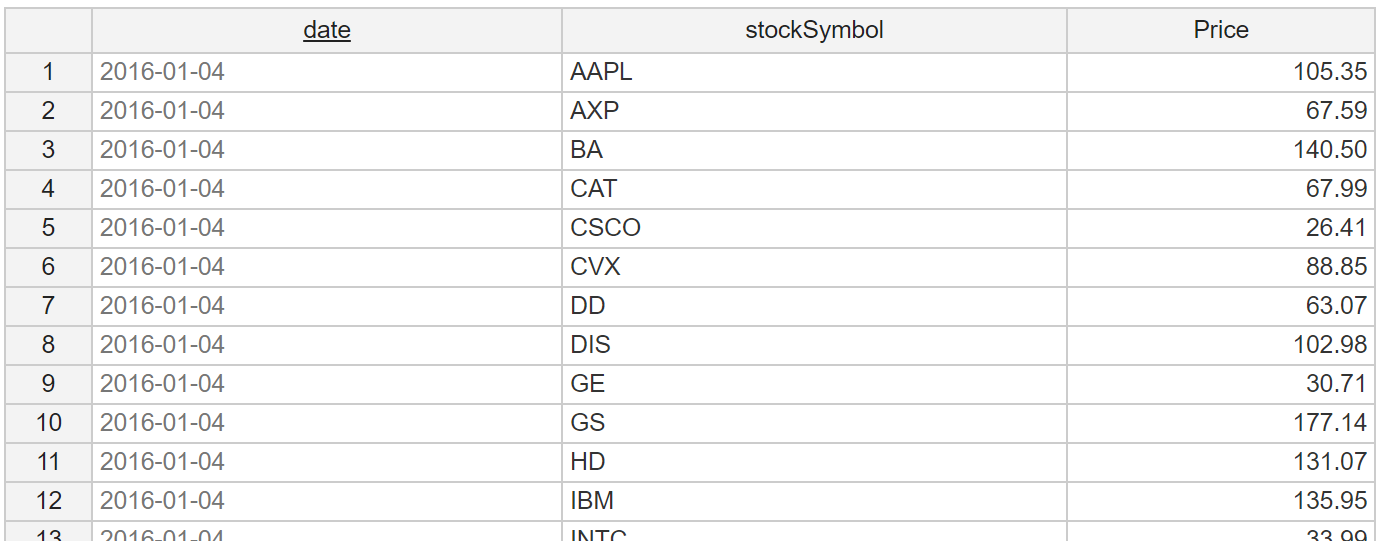 date stockSymbol Price
1 2016-01-04 AAPL 105.35
2 2016-01-04 AXP 67.59
3 2016-01-04 BA 140.50
4 2016-01-04 CAT 67.99
5 2016-01-04 CSCO 26.41
6 2016-01-04 CVX 88.85
7 2016-01-04 DD 63.07
8 2016-01-04 DIS 102.98
9 2016-01-04 GE 30.71
10 2016-01-04 GS 177.14
11 2016-01-04 HD 131.07
12 2016-01-04 IBM 135.95
13 2016-01-04 INTC 33.99